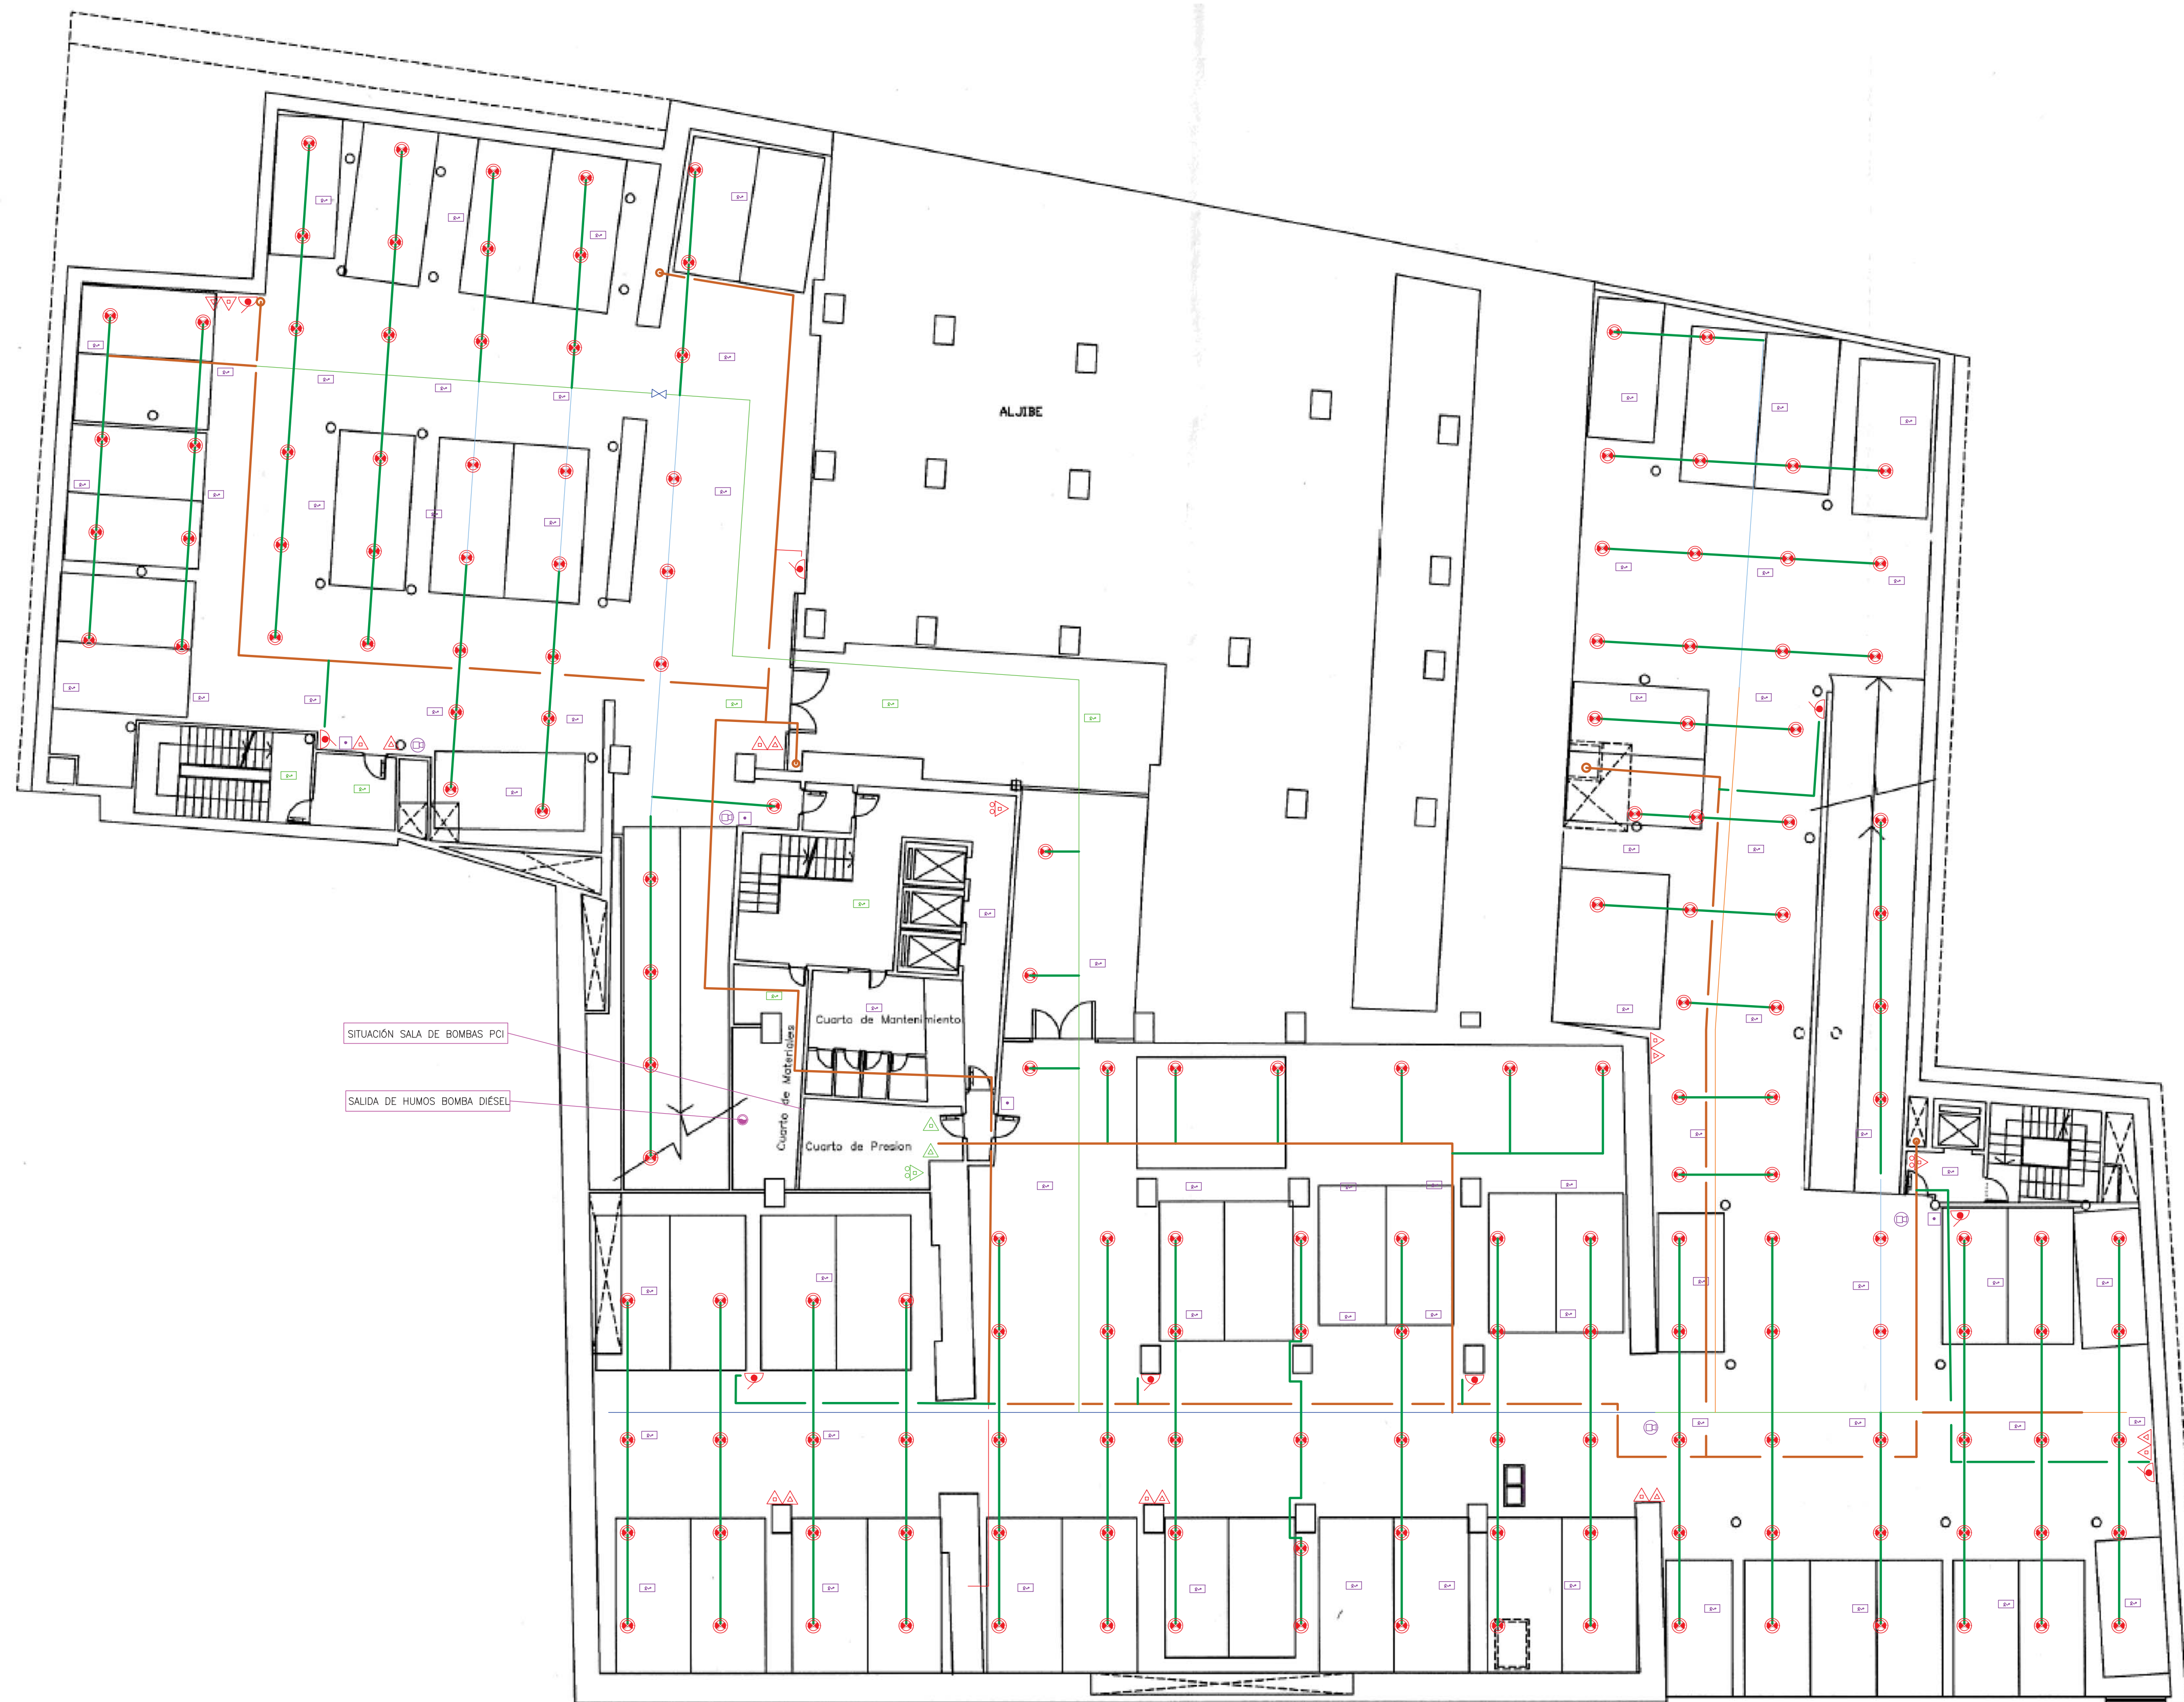 ALJIBE
SITUACIÓN SALA DE BOMBAS PCI
Cuarto de Mantenimiento
Cuarto de Materiales
SALIDA DE HUMOS BOMBA DIÉSEL
Cuarto de Presion